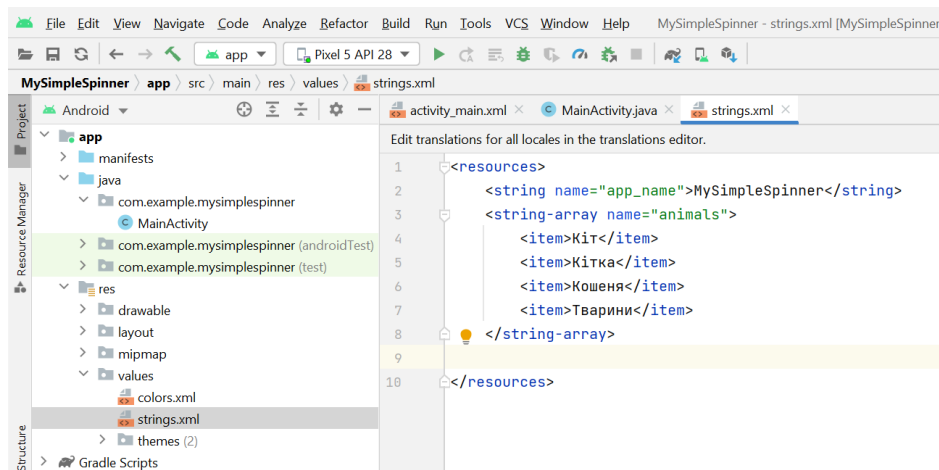 File Edit View Navigate Code Analyze Refactor Build Run Tools VCS Window Help MySimpleSpinner - strings.xml [MySimpleSpinner
app Pixel 5 API 28
MySimpleSpinner app src main res values strings.xml
Project
Resource Manager
Structure
Android
app
manifests
java
com.example.mysimplespinner
MainActivity
com.example.mysimplespinner (androidTest)
com.example.mysimplespinner (test)
res
drawable
layout
mipmap
values
colors.xml
strings.xml
themes (2)
Gradle Scripts
activity_main.xml MainActivity.java strings.xml
Edit translations for all locales in the translations editor.
1 <resources>
2 <string name="app_name">MySimpleSpinner</string>
3 <string-array name="animals">
4 <item>Кіт</item>
5 <item>Кітка</item>
6 <item>Кошеня</item>
7 <item>Тварини</item>
8 </string-array>
9
10 </resources>